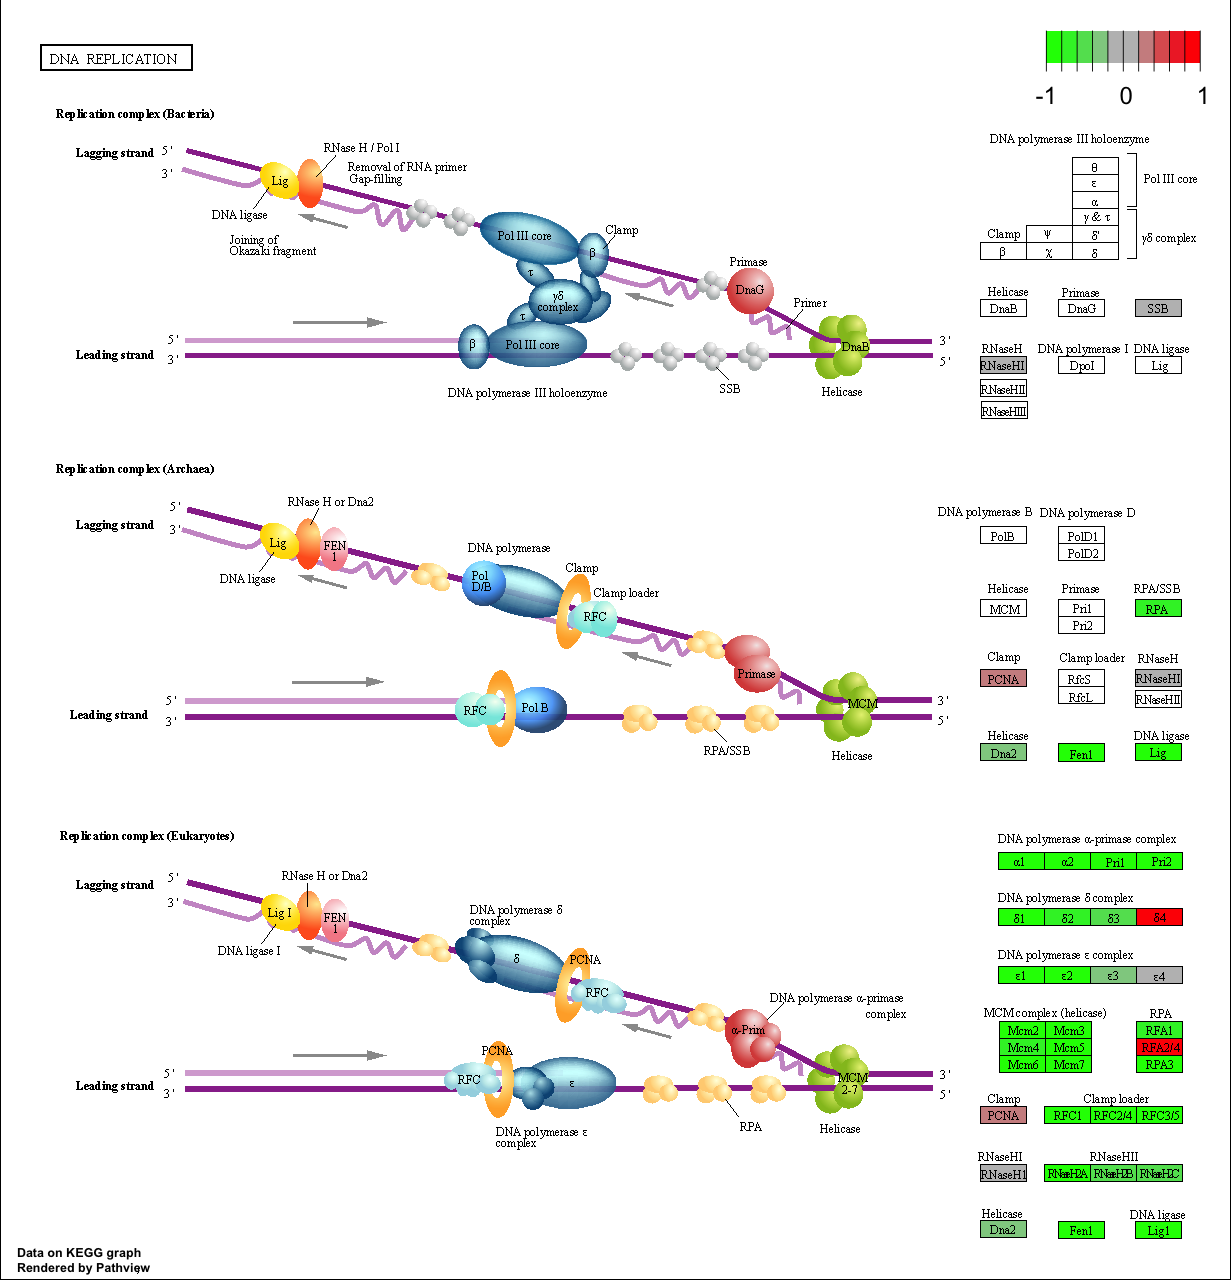 DNA REPLICATION
-1 0 1
Replication complex (Bacteria)
Lagging strand 5'
3'
RNase H / Pol I
Removal of RNA primer
Gap-filling
Lig
DNA ligase
Joining of
Okazaki fragment
Pol III core
Clamp
β
τ
γδ
complex
τ
Primase
DnaG
Primer
5'
Leading strand 3'
β
Pol III core
DnaB
3'
5'
SSB
Helicase
DNA polymerase III holoenzyme
DNA polymerase III holoenzyme
θ
ε
α
Pol III core
γ & τ
Clamp ψ δ'
β χ δ
γδ complex
Helicase Primase
DnaB DnaG SSB
RNaseH DNA polymerase I DNA ligase
RNaseHI DpoI Lig
RNaseHII
RNaseHIII
Replication complex (Archaea)
Lagging strand 5'
3'
RNase H or Dna2
Lig
FEN
1
DNA ligase
DNA polymerase
Pol
D/B
Clamp
Clamp loader
RFC
Primase
5'
Leading strand 3'
RFC
Pol B
MCM
3'
5'
RPA/SSB
Helicase
DNA polymerase B DNA polymerase D
PolB PolD1
PolD2
Helicase Primase RPA/SSB
MCM Pri1 RPA
Pri2
Clamp Clamp loader RNaseH
PCNA RfcS RNaseHI
RfcL RNaseHII
Helicase DNA ligase
Dna2 Fen1 Lig
Replication complex (Eukaryotes)
Lagging strand 5'
3'
RNase H or Dna2
Lig I
FEN
1
DNA ligase I
DNA polymerase δ
complex
δ
PCNA
RFC
DNA polymerase α-primase
complex
α-Prim
5'
Leading strand 3'
PCNA
RFC
ε
MCM
2-7
3'
5'
RPA
Helicase
DNA polymerase ε
complex
DNA polymerase α-primase complex
α1 α2 Pri1 Pri2
DNA polymerase δ complex
δ1 δ2 δ3 δ4
DNA polymerase ε complex
ε1 ε2 ε3 ε4
MCM complex (helicase) RPA
Mcm2 Mcm3 RFA1
Mcm4 Mcm5 RFA2/4
Mcm6 Mcm7 RPA3
Clamp Clamp loader
PCNA RFC1 RFC2/4 RFC3/5
RNaseHI RNaseHII
RNaseH1 RNaseH2A RNaseH2B RNaseH2C
Helicase DNA ligase
Dna2 Fen1 Lig1
Data on KEGG graph
Rendered by Pathview